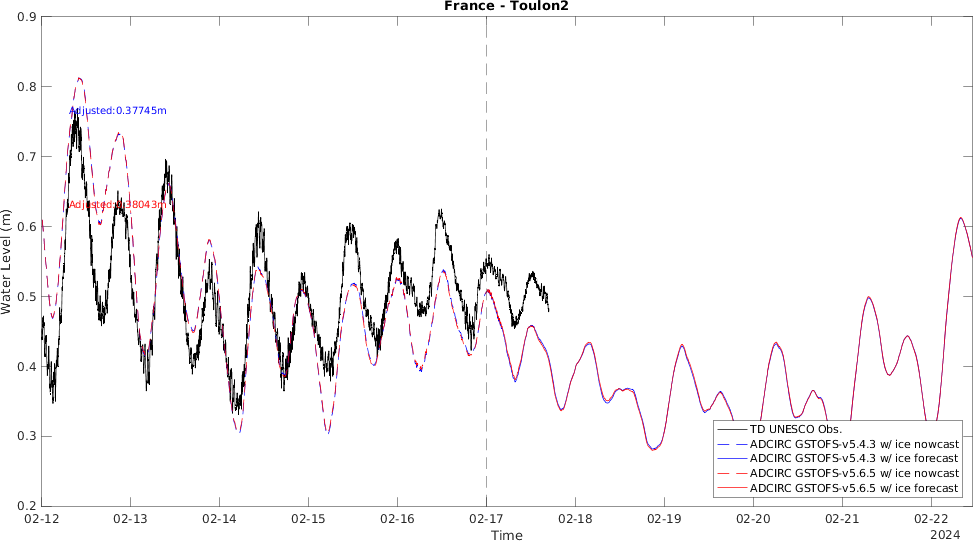 France - Toulon2
0.9
0.8
0.7
0.6
0.5
0.4
0.3
0.2
Water Level (m)
Adjusted:0.37745m
Adjusted:0.38043m
TD UNESCO Obs.
ADCIRC GSTOFS-v5.4.3 w/ ice nowcast
ADCIRC GSTOFS-v5.4.3 w/ ice forecast
ADCIRC GSTOFS-v5.6.5 w/ ice nowcast
ADCIRC GSTOFS-v5.6.5 w/ ice forecast
02-12 02-13 02-14 02-15 02-16 02-17 02-18 02-19 02-20 02-21 02-22
Time 2024